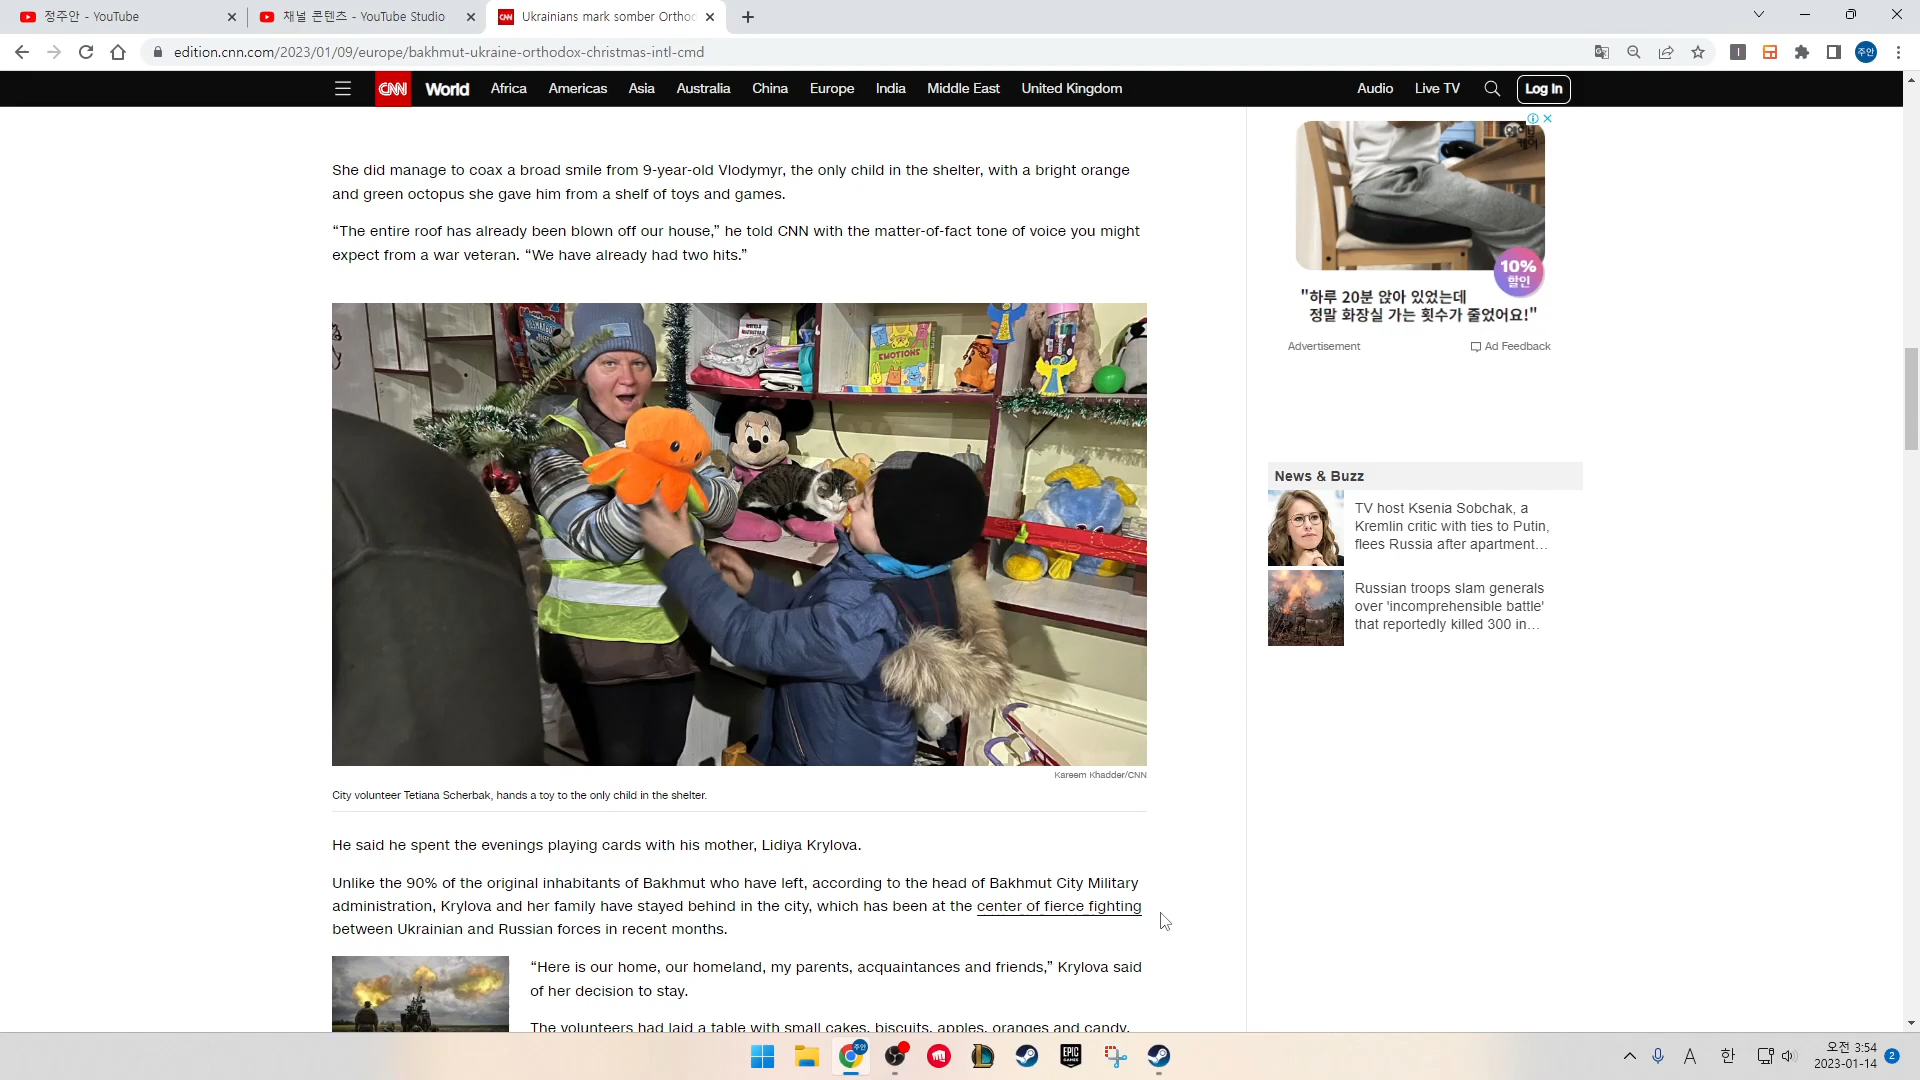 정주안 - YouTube
채널 콘텐츠 - YouTube Studio
CNN
Ukrainians mark somber Orthod
edition.cnn.com/2023/01/09/europe/bakhmut-ukraine-orthodox-christmas-intl-cmd
주안
CNN World Africa Americas Asia Australia China Europe India Middle East United Kingdom Audio Live TV Log In
She did manage to coax a broad smile from 9-year-old Vlodymyr, the only child in the shelter, with a bright orange
and green octopus she gave him from a shelf of toys and games.
“The entire roof has already been blown off our house,” he told CNN with the matter-of-fact tone of voice you might
expect from a war veteran. “We have already had two hits.”
EMOTIONS
Kareem Khadder/CNN
City volunteer Tetiana Scherbak, hands a toy to the only child in the shelter.
He said he spent the evenings playing cards with his mother, Lidiya Krylova.
Unlike the 90% of the original inhabitants of Bakhmut who have left, according to the head of Bakhmut City Military
administration, Krylova and her family have stayed behind in the city, which has been at the center of fierce fighting
between Ukrainian and Russian forces in recent months.
“Here is our home, our homeland, my parents, acquaintances and friends,” Krylova said
of her decision to stay.
The volunteers had laid a table with small cakes, biscuits, apples, oranges and candy.
10%
할인
"하루 20분 앉아 있었는데
정말 화장실 가는 횟수가 줄었어요!"
Advertisement
Ad Feedback
News & Buzz
TV host Ksenia Sobchak, a
Kremlin critic with ties to Putin,
flees Russia after apartment...
Russian troops slam generals
over 'incomprehensible battle'
that reportedly killed 300 in...
주안
EPIC
GAMES
A
한
오전 3:54
2023-01-14
2